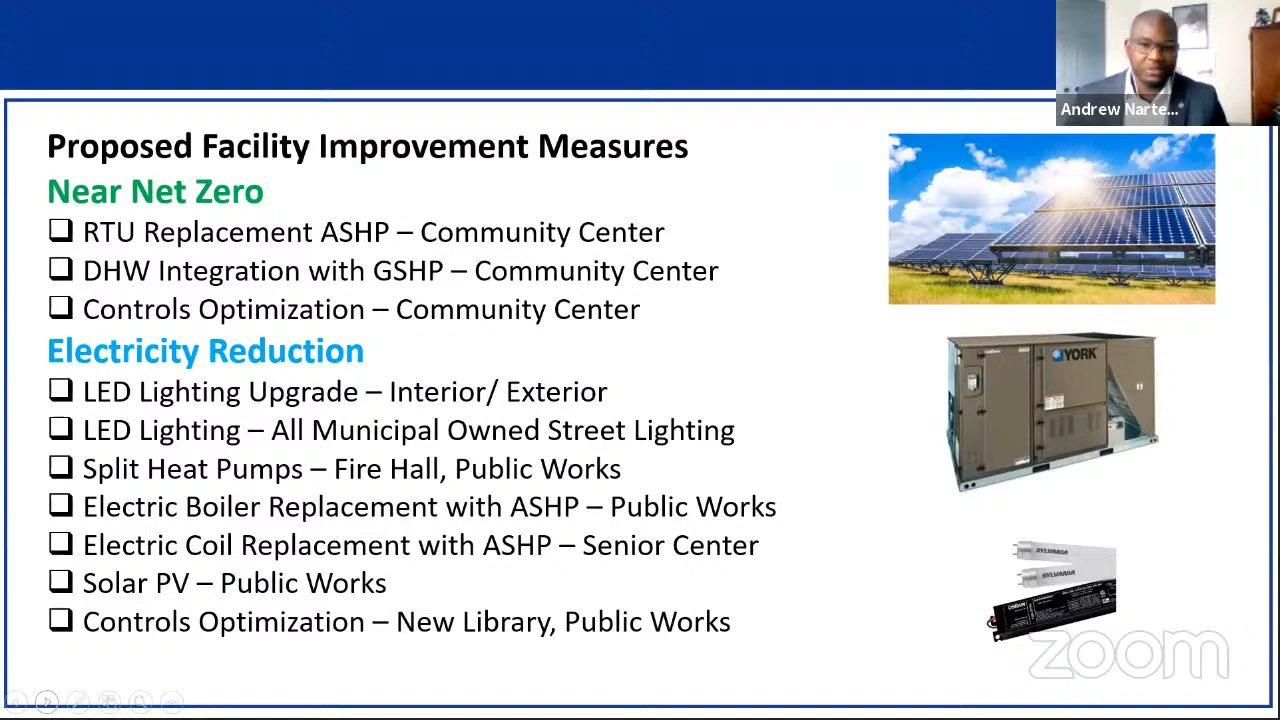 Andrew Narte...
Proposed Facility Improvement Measures
Near Net Zero
RTU Replacement ASHP – Community Center
DHW Integration with GSHP – Community Center
Controls Optimization – Community Center
Electricity Reduction
LED Lighting Upgrade – Interior/ Exterior
LED Lighting – All Municipal Owned Street Lighting
Split Heat Pumps – Fire Hall, Public Works
Electric Boiler Replacement with ASHP – Public Works
Electric Coil Replacement with ASHP – Senior Center
Solar PV – Public Works
Controls Optimization – New Library, Public Works
YORK
SYLVANIA
SYLVANIA
OSRAM
zoom